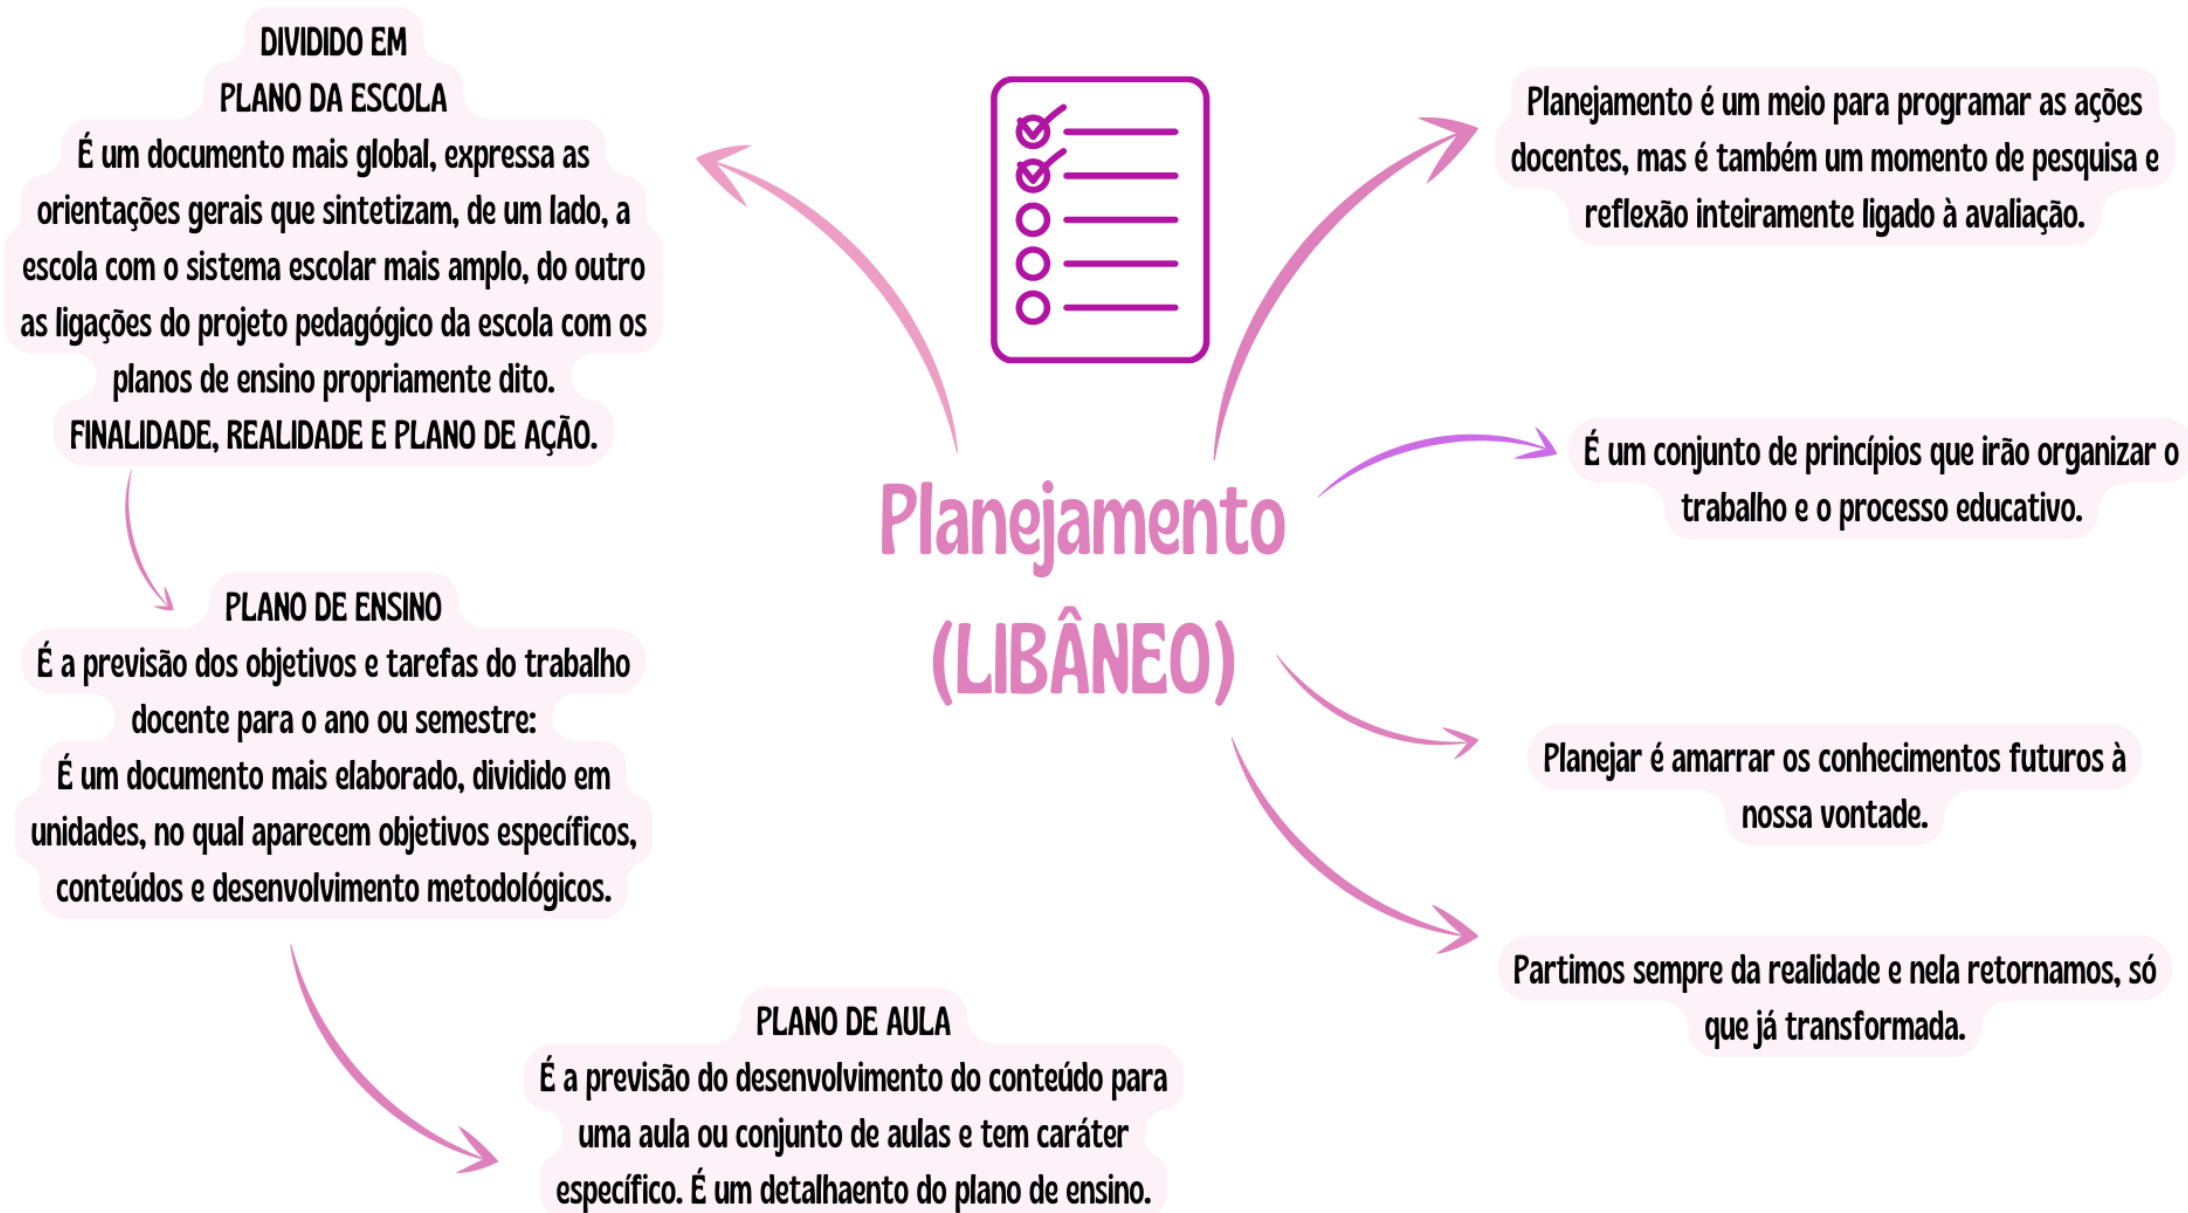 DIVIDIDO EM
PLANO DA ESCOLA
É um documento mais global, expressa as
orientações gerais que sintetizam, de um lado, a
escola com o sistema escolar mais amplo, do outro
as ligações do projeto pedagógico da escola com os
planos de ensino propriamente dito.
FINALIDADE, REALIDADE E PLANO DE AÇÃO.
PLANO DE ENSINO
É a previsão dos objetivos e tarefas do trabalho
docente para o ano ou semestre:
É um documento mais elaborado, dividido em
unidades, no qual aparecem objetivos específicos,
conteúdos e desenvolvimento metodológicos.
PLANO DE AULA
É a previsão do desenvolvimento do conteúdo para
uma aula ou conjunto de aulas e tem caráter
específico. É um detalhaento do plano de ensino.
Planejamento
(LIBÂNEO)
Planejamento é um meio para programar as ações
docentes, mas é também um momento de pesquisa e
reflexão inteiramente ligado à avaliação.
É um conjunto de princípios que irão organizar o
trabalho e o processo educativo.
Planejar é amarrar os conhecimentos futuros à
nossa vontade.
Partimos sempre da realidade e nela retornamos, só
que já transformada.